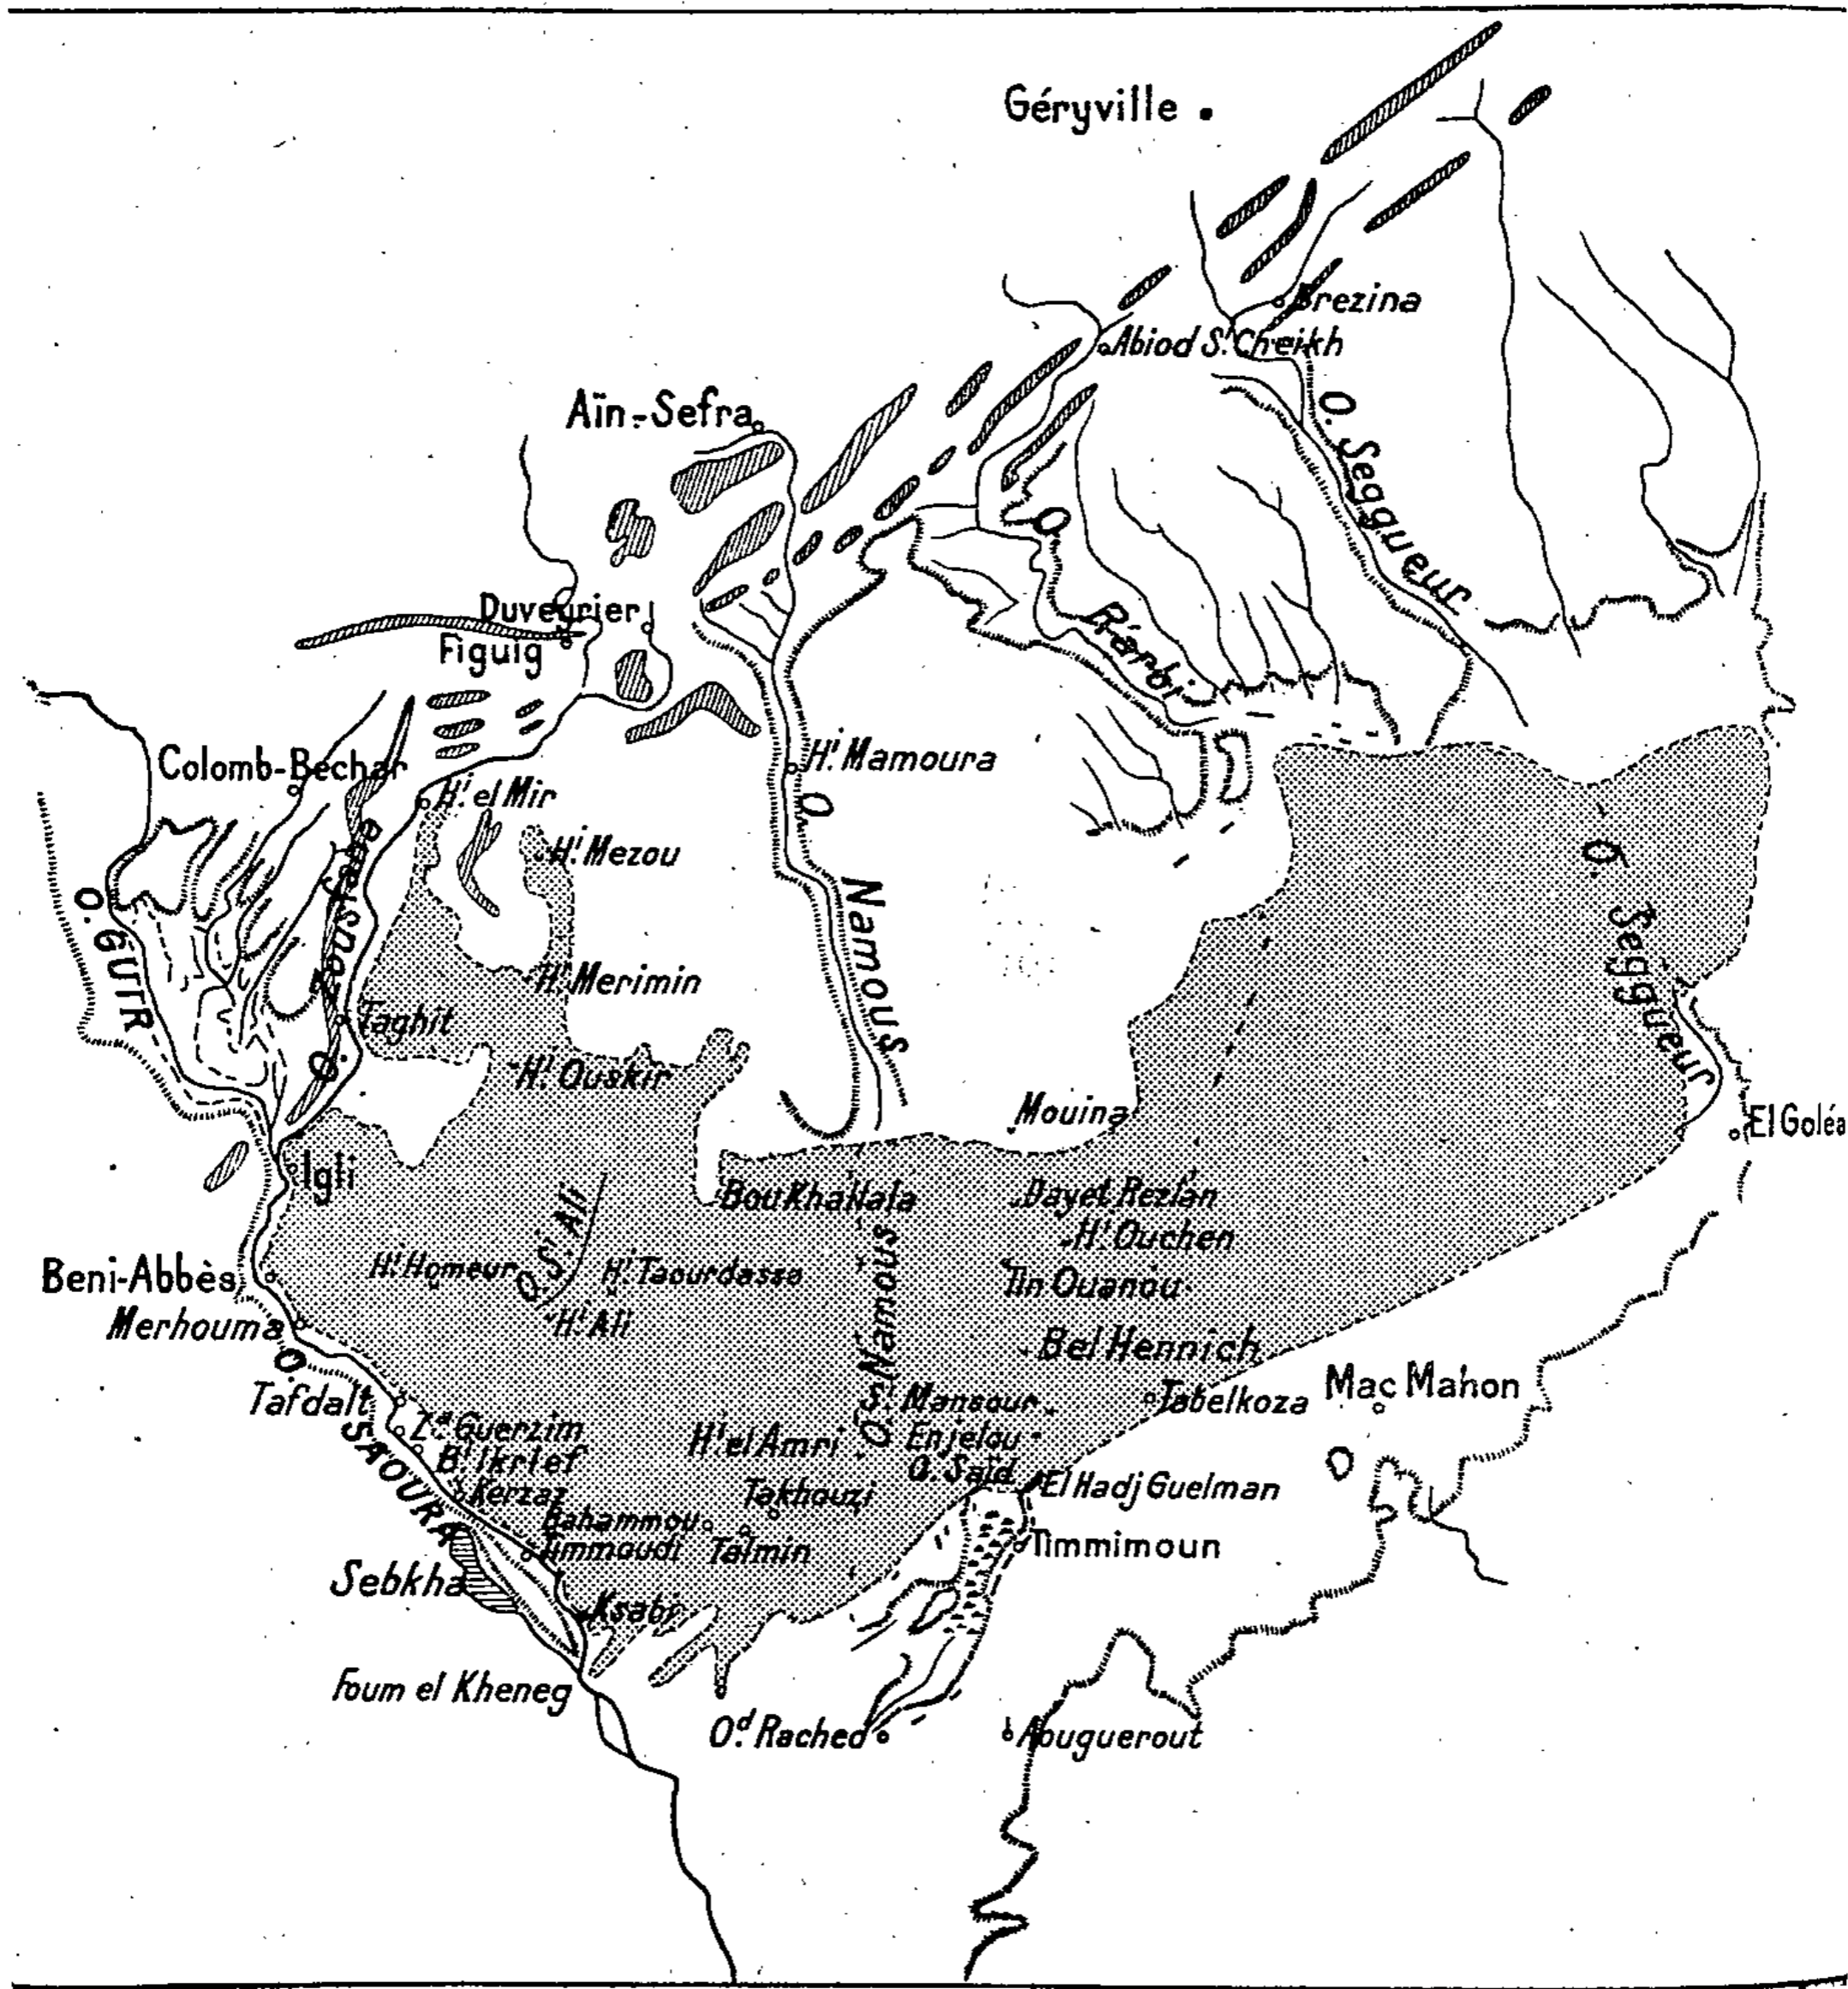 Géryville
Brezina
Abiod S.^i Cheikh
Aïn-Sefra
O. Seggueur
O. Rarbi
Duveyrier
Figuig
Colomb-Bechar
H.^i Mamoura
H.^i el Mir
H.^i Mezou
O. Namous
O. GUIR
O. Zousfana
O. Seggueur
H.^i Merimin
Taghit
H.^i Ouskir
Mouina
El Goléa
Igli
Bou Khallala
Dayet Rezlan
O. S.^i Ali
H.^i Ouchen
Beni-Abbès
H.^i Homeur
H.^i Taourdassa
O. Namous
Tin Ouanou
Merhouma
H.^i Ali
Bel Hennich
O. SAOURA
Tafdalt
S.^i Mansour
Tabelkoza
Mac Mahon
Z.^a Guerzim
H.^i el Amri
Enjelou
B.^i Ikrlef
O. Saïd
Kerzaz
Takhouzi
El Hadj Guelman
Bahammou
Timmoudi
Talmin
Timmimoun
Sebkha
Ksabi
Foum el Kheneg
O^d. Rached
Aouguerout